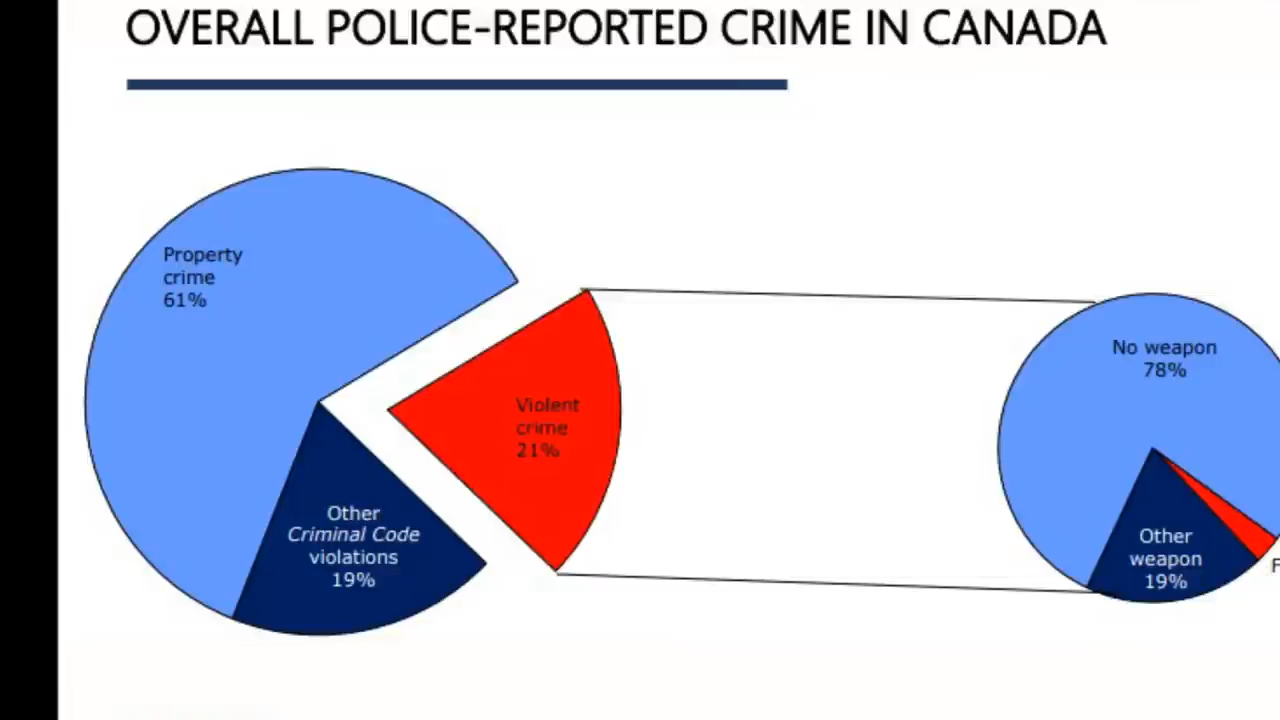 OVERALL POLICE-REPORTED CRIME IN CANADA
Property
crime
61%
Violent
crime
21%
Other
Criminal Code
violations
19%
No weapon
78%
Other
weapon
19%